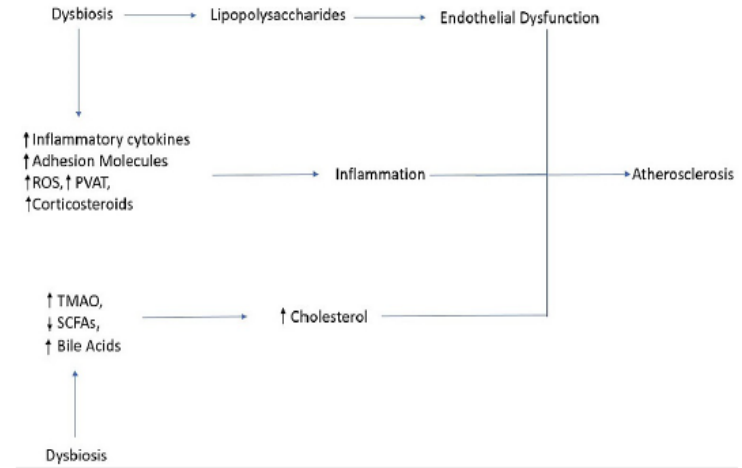 Dysbiosis
Lipopolysaccharides
Endothelial Dysfunction
↑Inflammatory cytokines
↑Adhesion Molecules
↑ROS,↑ PVAT,
↑Corticosteroids
Inflammation
Atherosclerosis
↑ TMAO,
↓ SCFAs,
↑ Bile Acids
↑ Cholesterol
Dysbiosis